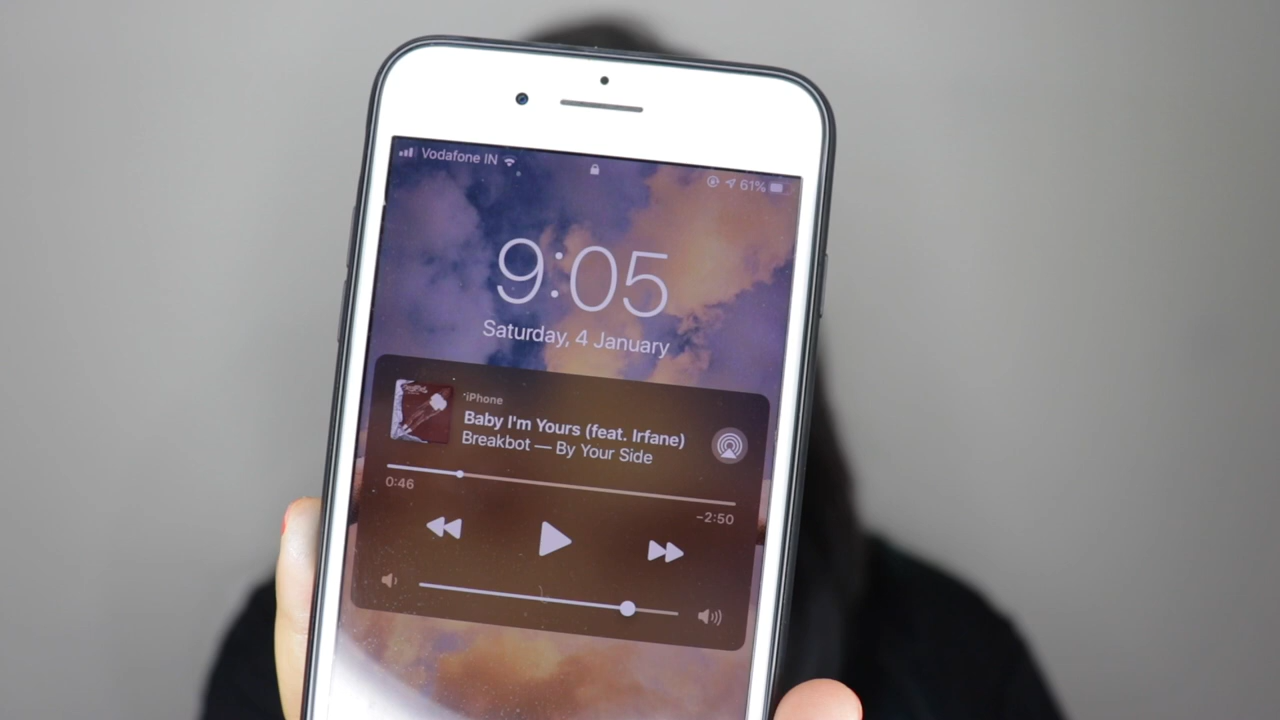 Vodafone IN
61%
9:05
Saturday, 4 January
iPhone
Baby I'm Yours (feat. Irfane)
Breakbot — By Your Side
0:46
-2:50